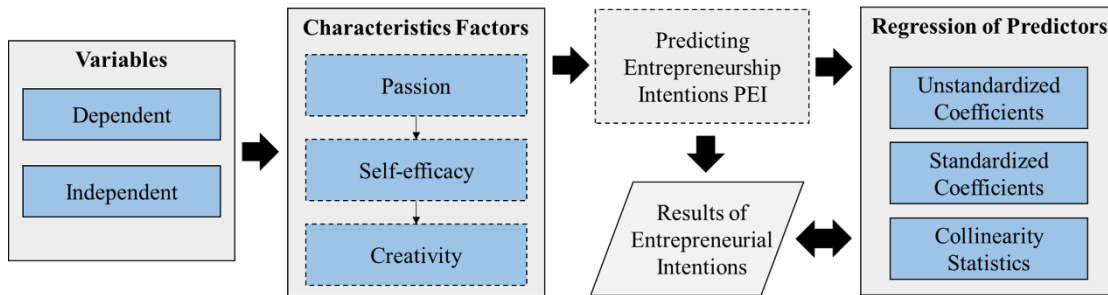 Variables
Dependent
Independent
Characteristics Factors
Passion
Self-efficacy
Creativity
Predicting
Entrepreneurship
Intentions PEI
Results of
Entrepreneurial
Intentions
Regression of Predictors
Unstandardized
Coefficients
Standardized
Coefficients
Collinearity
Statistics